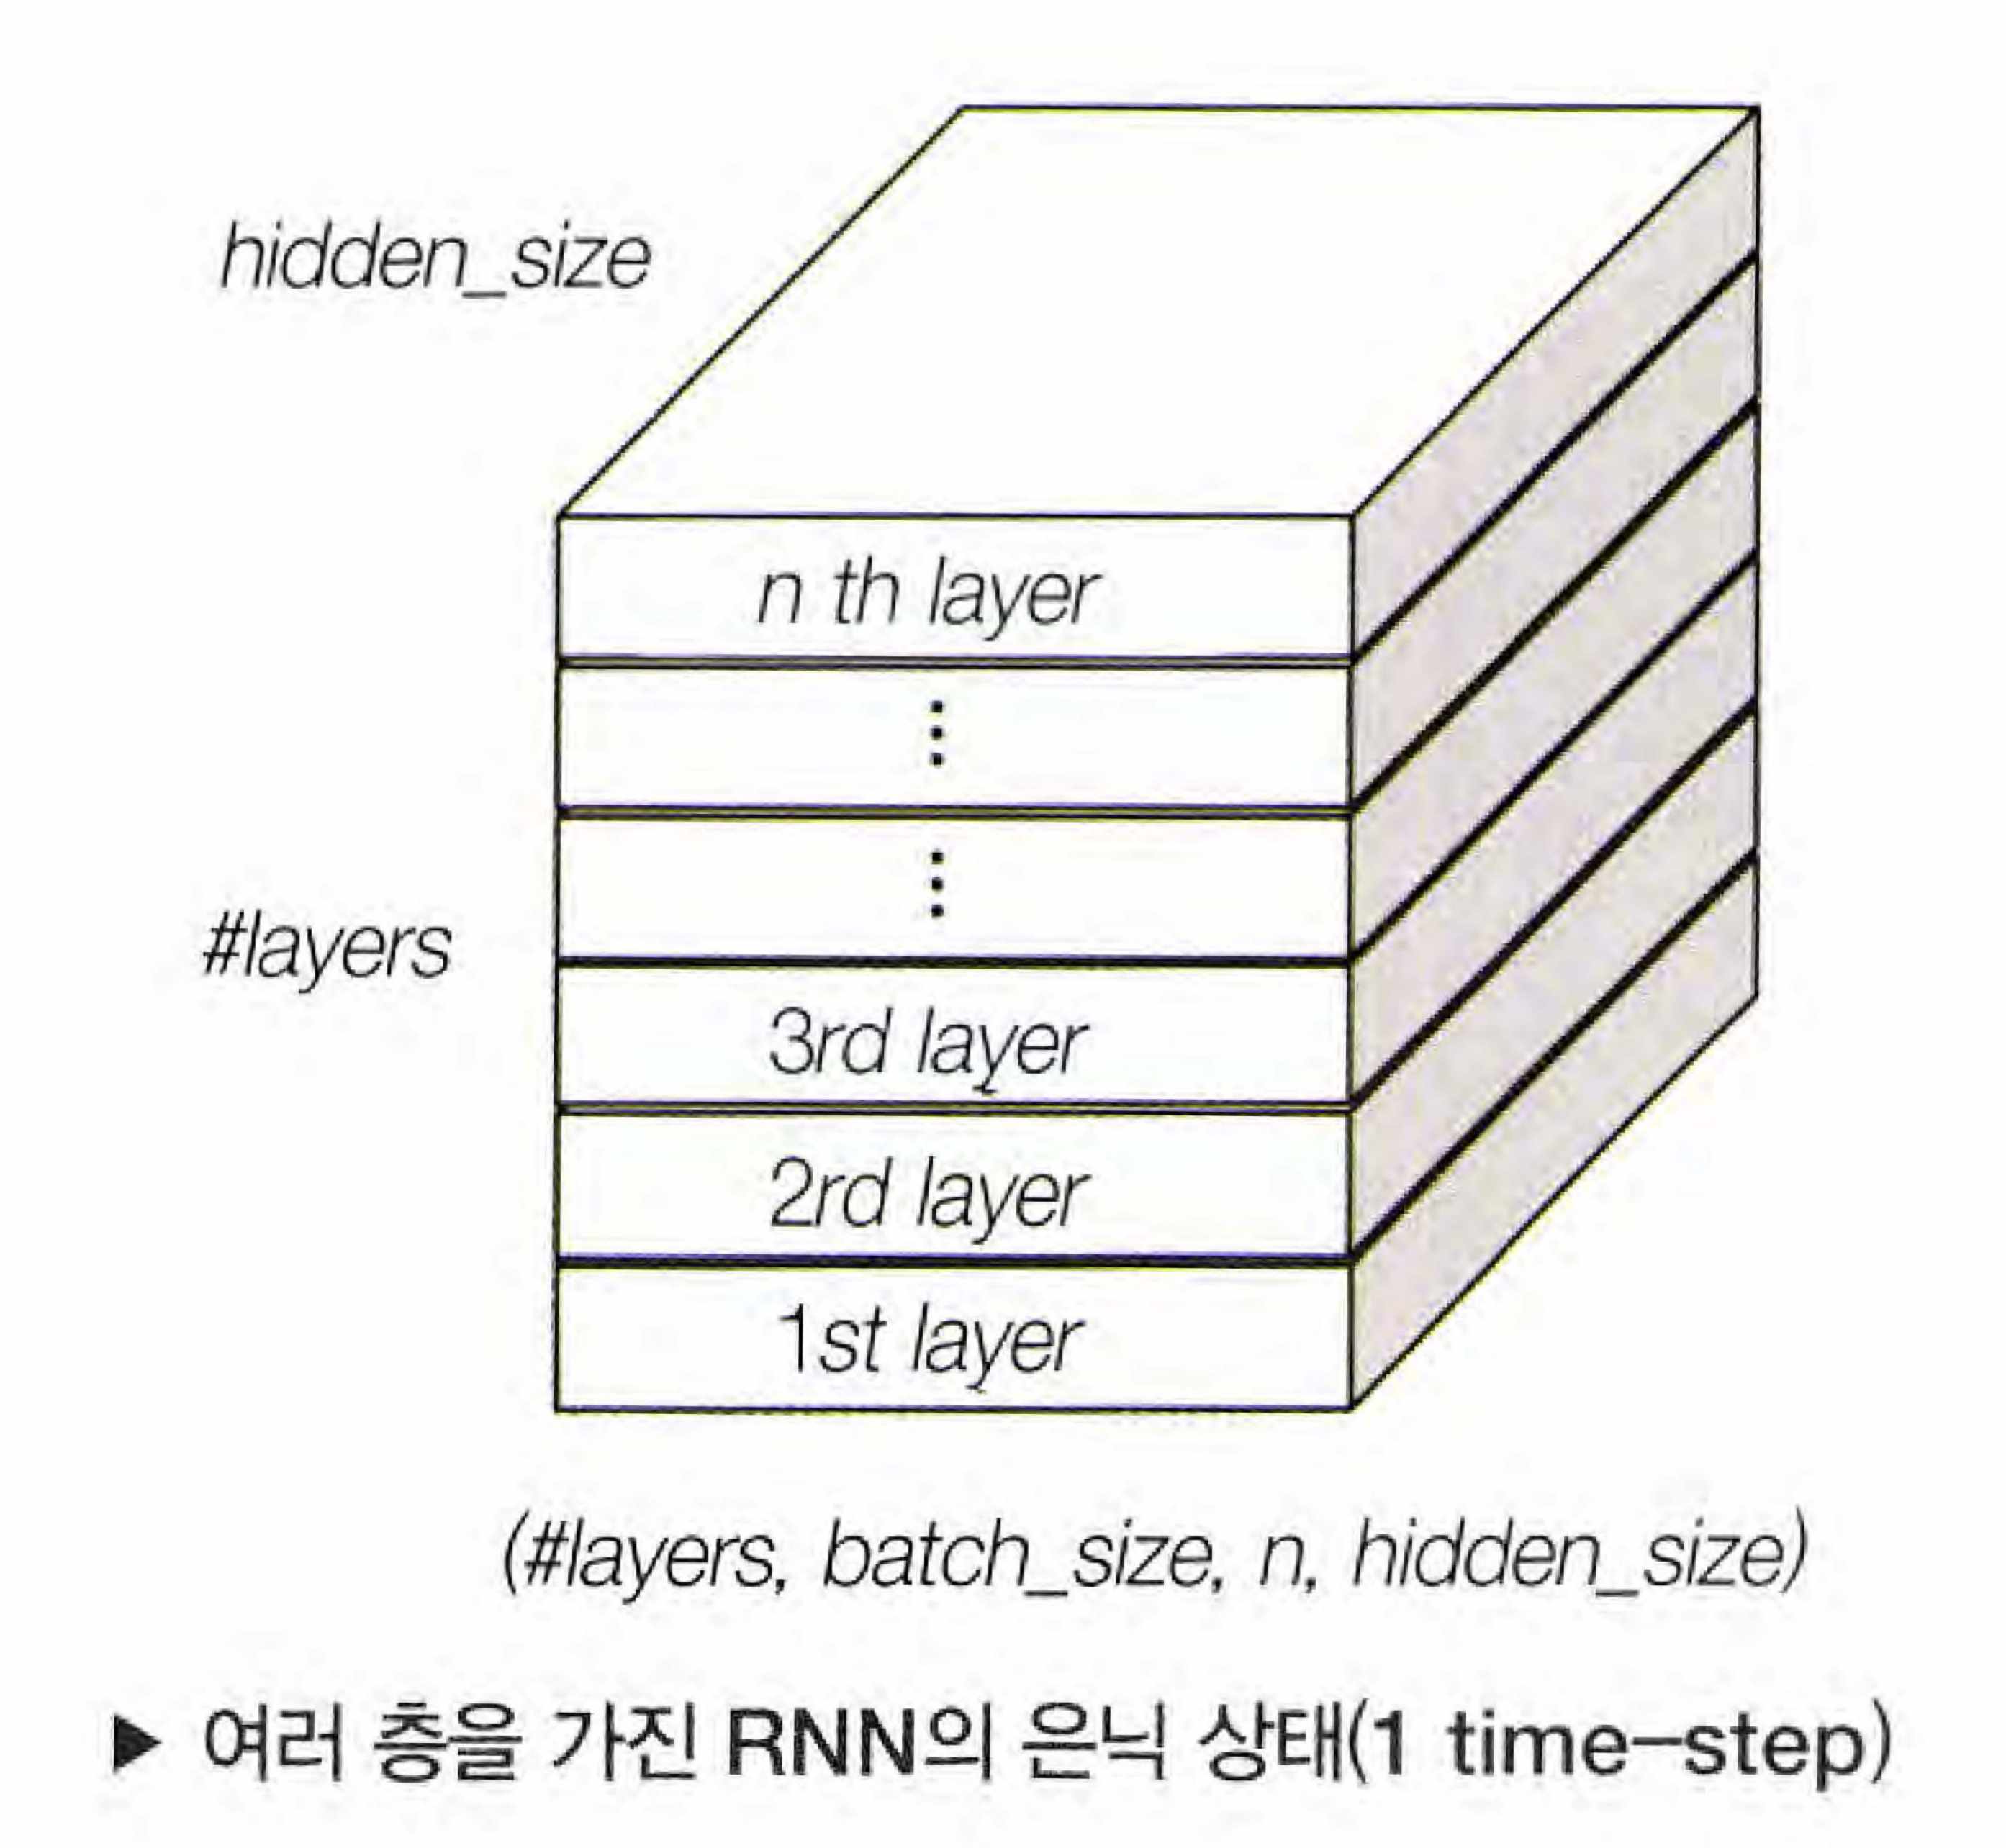 hidden_size
n th layer
⋮
⋮
#layers
3rd layer
2rd layer
1st layer
(#layers, batch_size, n, hidden_size)
▶ 여러 층을 가진 RNN의 은닉 상태(1 time-step)